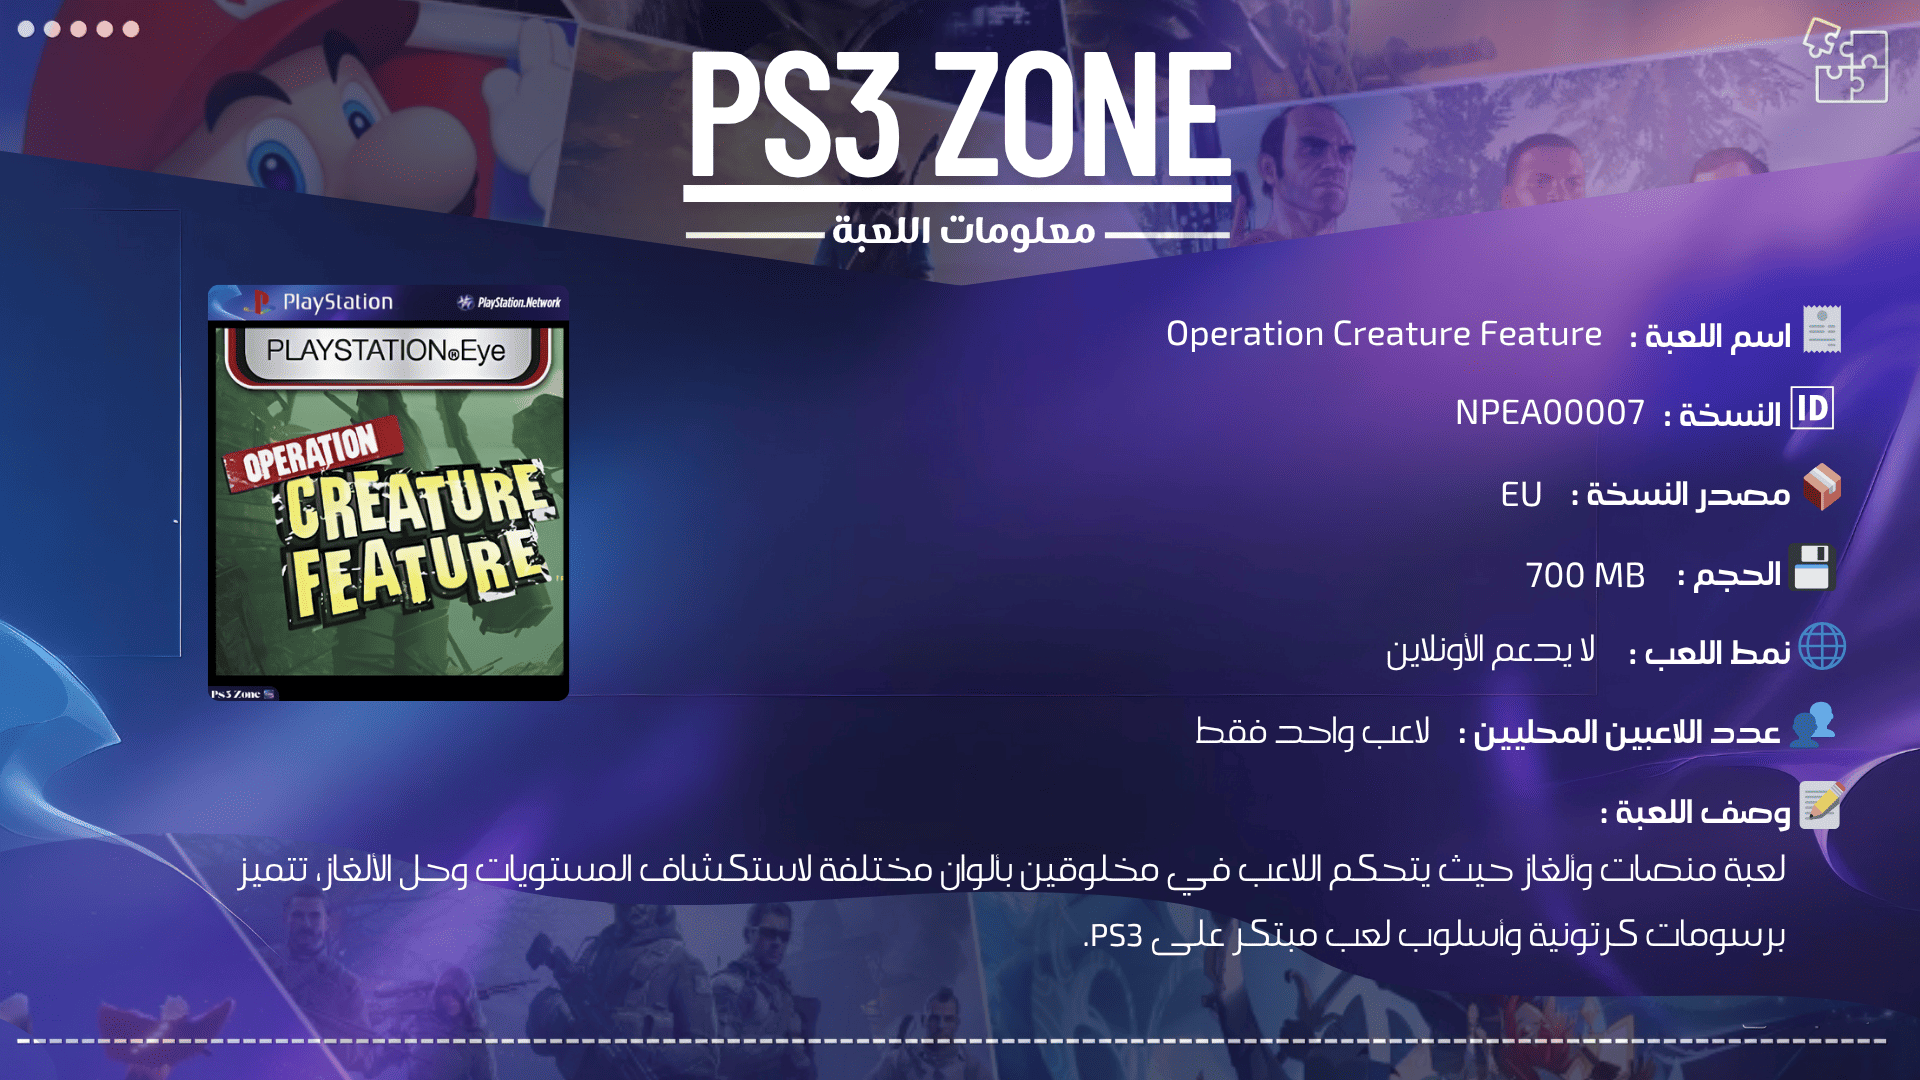 PS3 ZONE
معلومات اللعبة
PlayStation
PlayStation.Network
PLAYSTATION®Eye
OPERATION
CREATURE
FEATURE
Ps3 Zone
اسم اللعبة : Operation Creature Feature
ID النسخة : NPEA00007
مصدر النسخة : EU
الحجم : 700 MB
نمط اللعب : لا يدعم الأونلاين
عدد اللاعبين المحليين : لاعب واحد فقط
وصف اللعبة :
لعبة منصات وألغاز حيث يتحكم اللاعب في مخلوقين بألوان مختلفة لاستكشاف المستويات وحل الألغاز، تتميز
برسومات كرتونية وأسلوب لعب مبتكر على PS3.